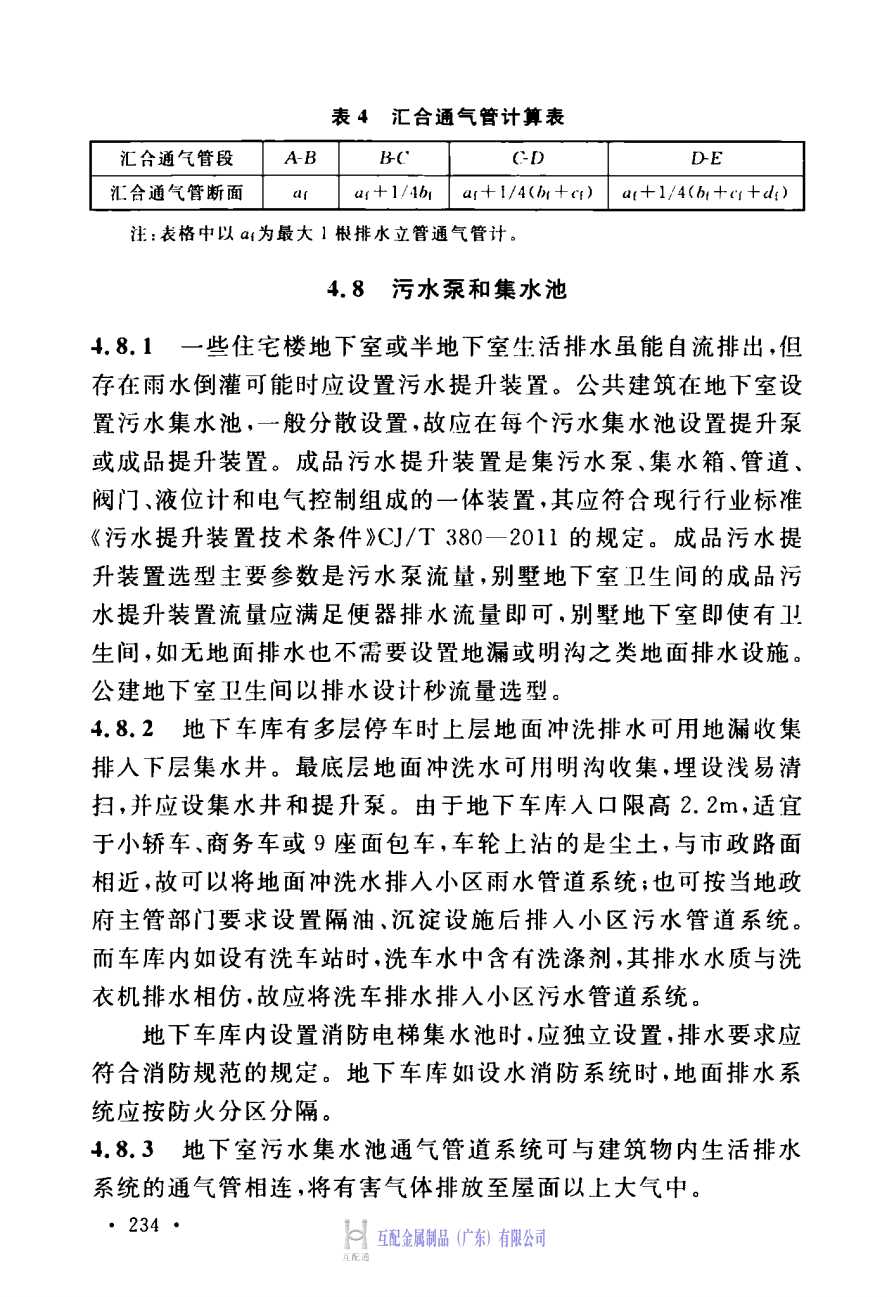 表 4 汇合通气管计算表
汇合通气管段 A-B B-C C-D D-E
汇合通气管断面 af af＋1/4bf af＋1/4(bf＋cf) af＋1/4(bf＋cf＋df)
注：表格中以 af为最大 1 根排水立管通气管计。
4.8 污水泵和集水池
4.8.1 一些住宅楼地下室或半地下室生活排水虽能自流排出，但
存在雨水倒灌可能时应设置污水提升装置。公共建筑在地下室设
置污水集水池，一般分散设置，故应在每个污水集水池设置提升泵
或成品提升装置。成品污水提升装置是集污水泵、集水箱、管道、
阀门、液位计和电气控制组成的一体装置，其应符合现行行业标准
《污水提升装置技术条件》CJ/T 380—2011 的规定。成品污水提
升装置选型主要参数是污水泵流量，别墅地下室卫生间的成品污
水提升装置流量应满足便器排水流量即可，别墅地下室即使有卫
生间，如无地面排水也不需要设置地漏或明沟之类地面排水设施。
公建地下室卫生间以排水设计秒流量选型。
4.8.2 地下车库有多层停车时上层地面冲洗排水可用地漏收集
排入下层集水井。最底层地面冲洗水可用明沟收集，埋设浅易清
扫，并应设集水井和提升泵。由于地下车库入口限高 2.2m，适宜
于小轿车、商务车或 9 座面包车，车轮上沾的是尘土，与市政路面
相近，故可以将地面冲洗水排入小区雨水管道系统；也可按当地政
府主管部门要求设置隔油、沉淀设施后排入小区污水管道系统。
而车库内如设有洗车站时，洗车水中含有洗涤剂，其排水水质与洗
衣机排水相仿，故应将洗车排水排入小区污水管道系统。
地下车库内设置消防电梯集水池时，应独立设置，排水要求应
符合消防规范的规定。地下车库如设水消防系统时，地面排水系
统应按防火分区分隔。
4.8.3 地下室污水集水池通气管道系统可与建筑物内生活排水
系统的通气管相连，将有害气体排放至屋面以上大气中。
• 234 •
互配通
互配金属制品（广东）有限公司